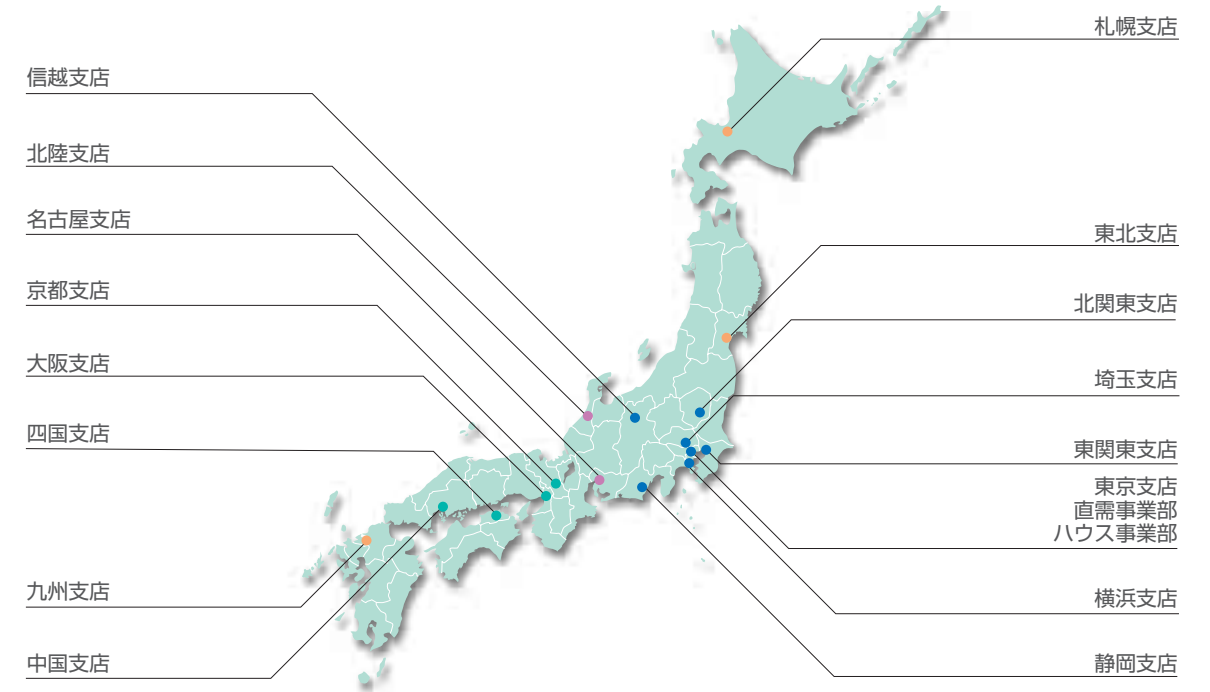 信越支店
北陸支店
名古屋支店
京都支店
大阪支店
四国支店
九州支店
中国支店
札幌支店
東北支店
北関東支店
埼玉支店
東関東支店
東京支店
直需事業部
ハウス事業部
横浜支店
静岡支店